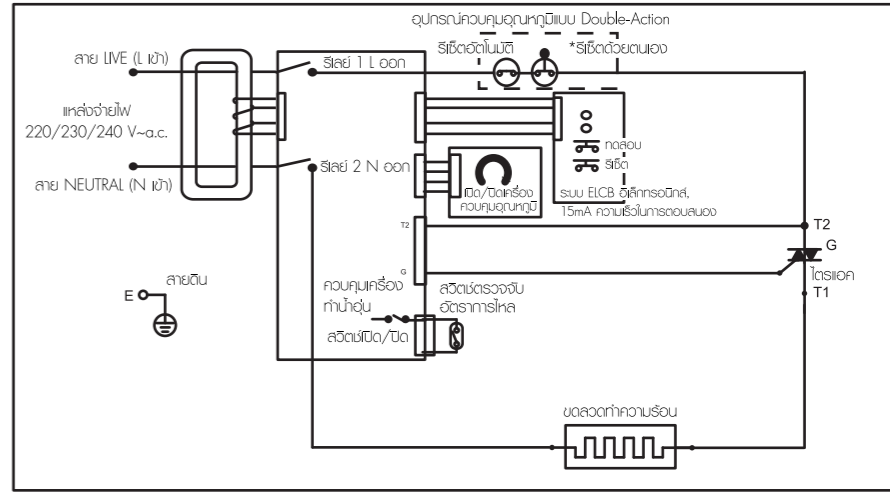 อุปกรณ์ควบคุมอุณหภูมิแบบ Double-Action
รีเซ็ตอัตโนมัติ
*รีเซ็ตด้วยตนเอง
สาย LIVE (L เข้า)
รีเลย์ 1 L ออก
แหล่งจ่ายไฟ
220/230/240 V~a.c.
ทดสอบ
รีเซ็ต
สาย NEUTRAL (N เข้า)
รีเลย์ 2 N ออก
เปิด/ปิดเครื่อง
ควบคุมอุณหภูมิ
ระบบ ELCB อิเล็กทรอนิกส์,
15mA ความเร็วในการตอบสนอง
T2
T2
G
ไตรแอค
T1
G
E
สายดิน
ควบคุมเครื่อง
ทำน้ำอุ่น
สวิตช์เปิด/ปิด
สวิตช์ตรวจจับ
อัตราการไหล
ขดลวดทำความร้อน